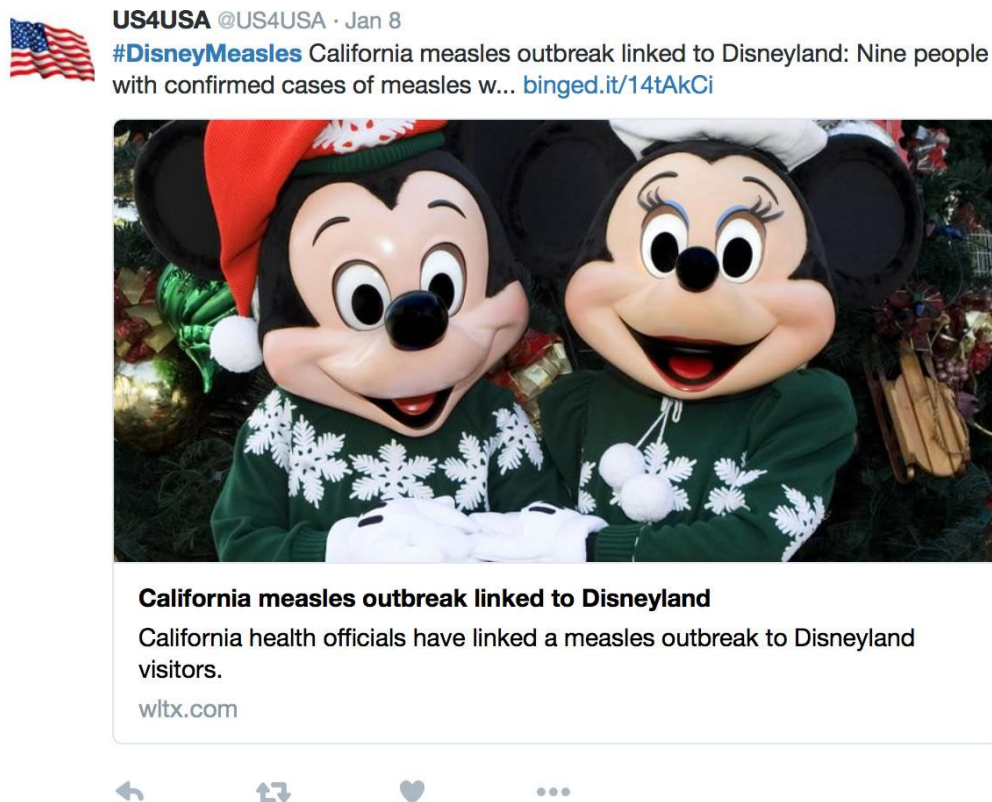 US4USA @US4USA · Jan 8
#DisneyMeasles California measles outbreak linked to Disneyland: Nine people
with confirmed cases of measles w... binged.it/14tAkCi
California measles outbreak linked to Disneyland
California health officials have linked a measles outbreak to Disneyland
visitors.
wltx.com